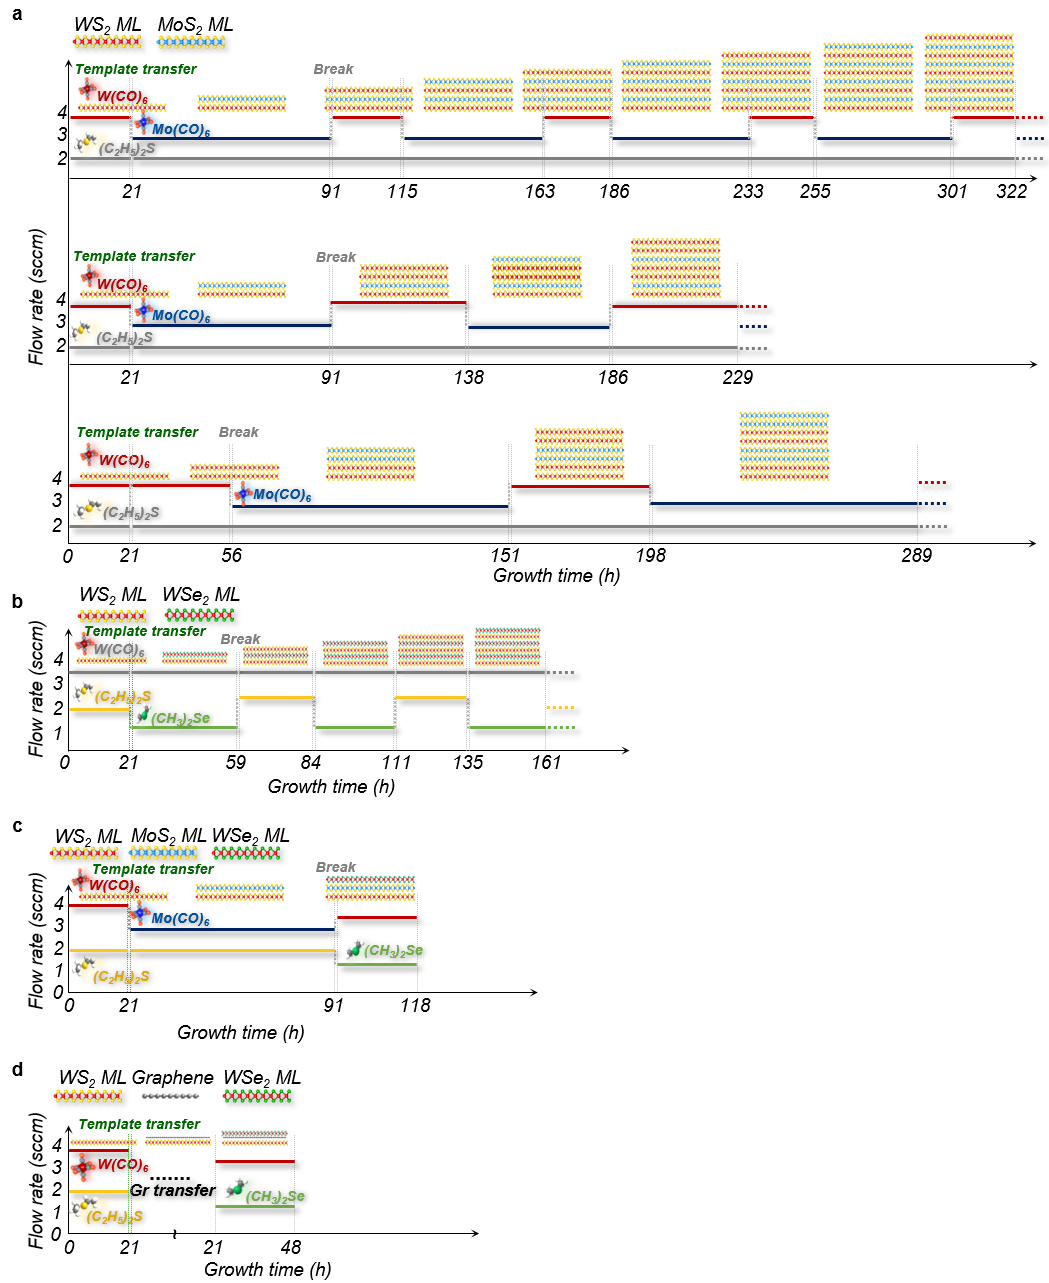 a
WS2 ML MoS2 ML
Template transfer Break
W(CO)6
Mo(CO)6
(C2H5)2S
4
3
2
21 91 115 163 186 233 255 301 322
Flow rate (sccm)
Template transfer Break
W(CO)6
Mo(CO)6
(C2H5)2S
4
3
2
21 91 138 186 229
Template transfer Break
W(CO)6
Mo(CO)6
(C2H5)2S
4
3
2
0 21 56 151 198 289
Growth time (h)
b
WS2 ML WSe2 ML
Template transfer Break
W(CO)6
(C2H5)2S
(CH3)2Se
Flow rate (sccm)
4
3
2
1
0 21 59 84 111 135 161
Growth time (h)
c
WS2 ML MoS2 ML WSe2 ML
Template transfer Break
W(CO)6
Mo(CO)6
(CH3)2Se
(C2H5)2S
Flow rate (sccm)
4
3
2
1
0
0 21 91 118
Growth time (h)
d
WS2 ML Graphene WSe2 ML
Template transfer
W(CO)6
Gr transfer
(CH3)2Se
(C2H5)2S
Flow rate (sccm)
4
3
2
1
0
0 21 21 48
Growth time (h)